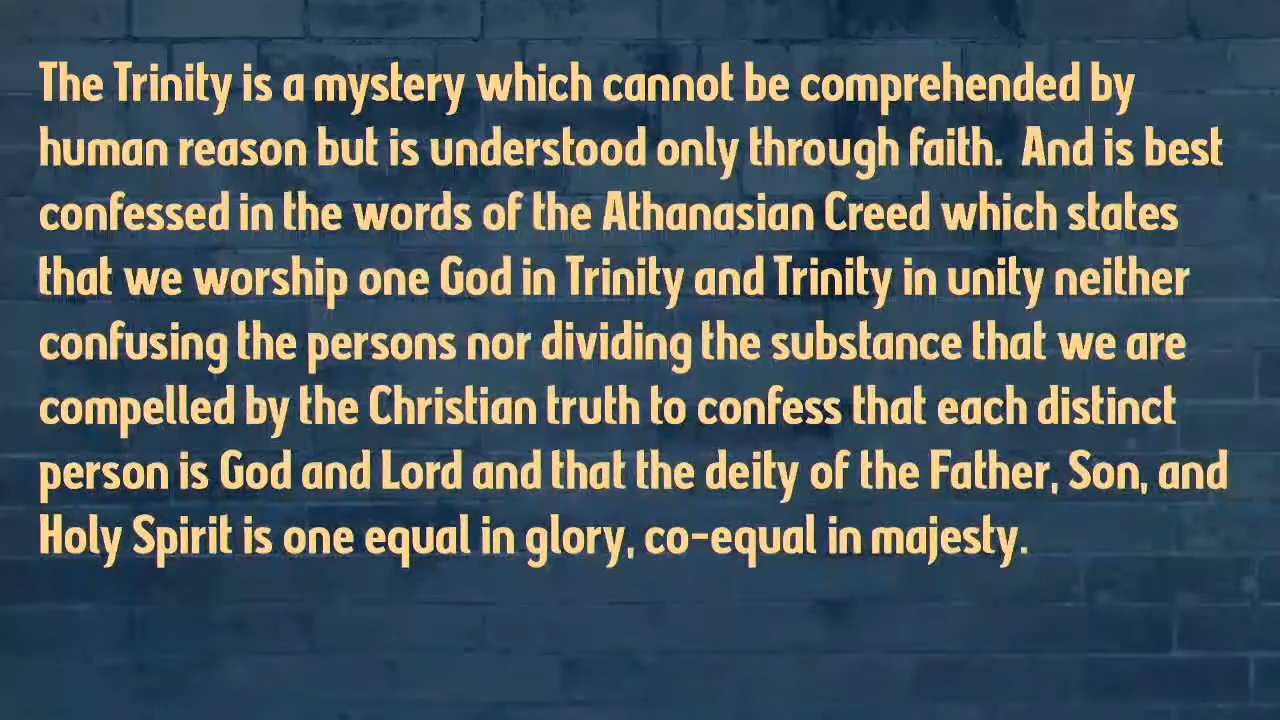 The Trinity is a mystery which cannot be comprehended by
human reason but is understood only through faith.  And is best
confessed in the words of the Athanasian Creed which states
that we worship one God in Trinity and Trinity in unity neither
confusing the persons nor dividing the substance that we are
compelled by the Christian truth to confess that each distinct
person is God and Lord and that the deity of the Father, Son, and
Holy Spirit is one equal in glory, co-equal in majesty.